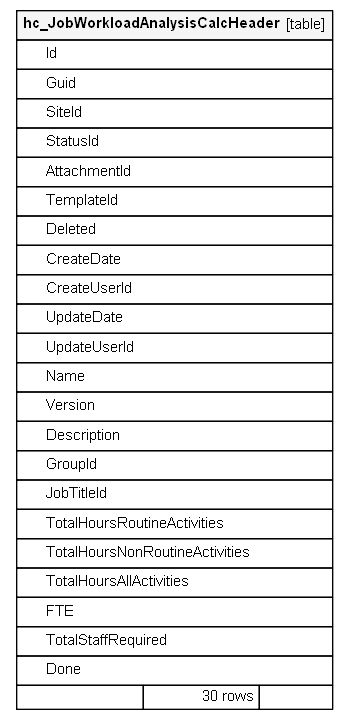 hc_JobWorkloadAnalysisCalcHeader [table]
Id
Guid
SiteId
StatusId
AttachmentId
TemplateId
Deleted
CreateDate
CreateUserId
UpdateDate
UpdateUserId
Name
Version
Description
GroupId
JobTitleId
TotalHoursRoutineActivities
TotalHoursNonRoutineActivities
TotalHoursAllActivities
FTE
TotalStaffRequired
Done
30 rows